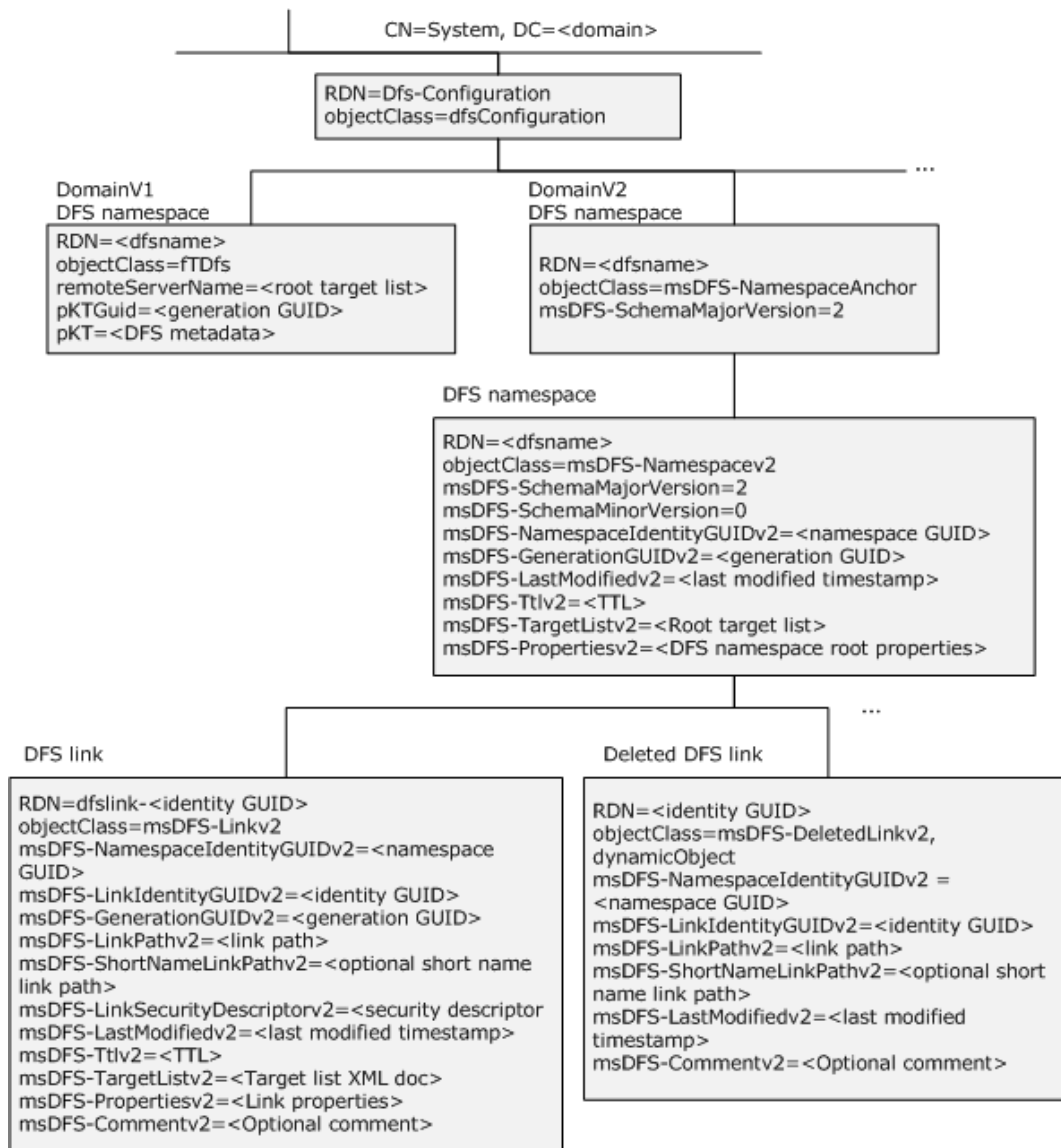 CN=System, DC=<domain>
RDN=Dfs-Configuration
objectClass=dfsConfiguration
...
DomainV1
DFS namespace
RDN=<dfsname>
objectClass=fTDfs
remoteServerName=<root target list>
pKTGuid=<generation GUID>
pKT=<DFS metadata>
DomainV2
DFS namespace
RDN=<dfsname>
objectClass=msDFS-NamespaceAnchor
msDFS-SchemaMajorVersion=2
DFS namespace
RDN=<dfsname>
objectClass=msDFS-Namespacev2
msDFS-SchemaMajorVersion=2
msDFS-SchemaMinorVersion=0
msDFS-NamespaceIdentityGUIDv2=<namespace GUID>
msDFS-GenerationGUIDv2=<generation GUID>
msDFS-LastModifiedv2=<last modified timestamp>
msDFS-Ttlv2=<TTL>
msDFS-TargetListv2=<Root target list>
msDFS-Propertiesv2=<DFS namespace root properties>
...
DFS link
RDN=dfslink-<identity GUID>
objectClass=msDFS-Linkv2
msDFS-NamespaceIdentityGUIDv2=<namespace
GUID>
msDFS-LinkIdentityGUIDv2=<identity GUID>
msDFS-GenerationGUIDv2=<generation GUID>
msDFS-LinkPathv2=<link path>
msDFS-ShortNameLinkPathv2=<optional short name
link path>
msDFS-LinkSecurityDescriptorv2=<security descriptor
msDFS-LastModifiedv2=<last modified timestamp>
msDFS-Ttlv2=<TTL>
msDFS-TargetListv2=<Target list XML doc>
msDFS-Propertiesv2=<Link properties>
msDFS-Commentv2=<Optional comment>
Deleted DFS link
RDN=<identity GUID>
objectClass=msDFS-DeletedLinkv2,
dynamicObject
msDFS-NamespaceIdentityGUIDv2 =
<namespace GUID>
msDFS-LinkIdentityGUIDv2=<identity GUID>
msDFS-LinkPathv2=<link path>
msDFS-ShortNameLinkPathv2=<optional short
name link path>
msDFS-LastModifiedv2=<last modified
timestamp>
msDFS-Commentv2=<Optional comment>